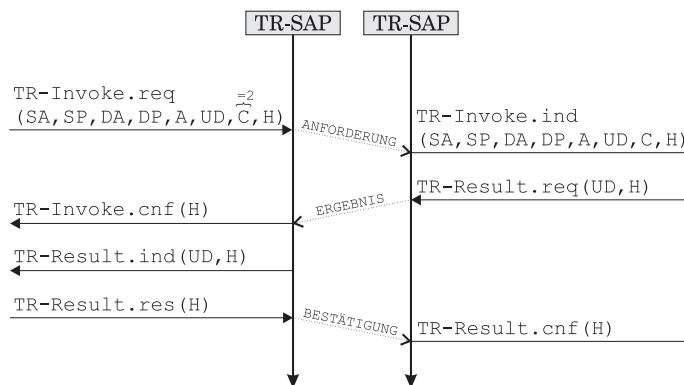 TR-SAP TR-SAP
TR-Invoke.req
=2
(SA,SP,DA,DP,A,UD,C,H)
ANFORDERUNG
TR-Invoke.ind
(SA,SP,DA,DP,A,UD,C,H)
TR-Result.req(UD,H)
ERGEBNIS
TR-Invoke.cnf(H)
TR-Result.ind(UD,H)
TR-Result.res(H)
BESTÄTIGUNG
TR-Result.cnf(H)